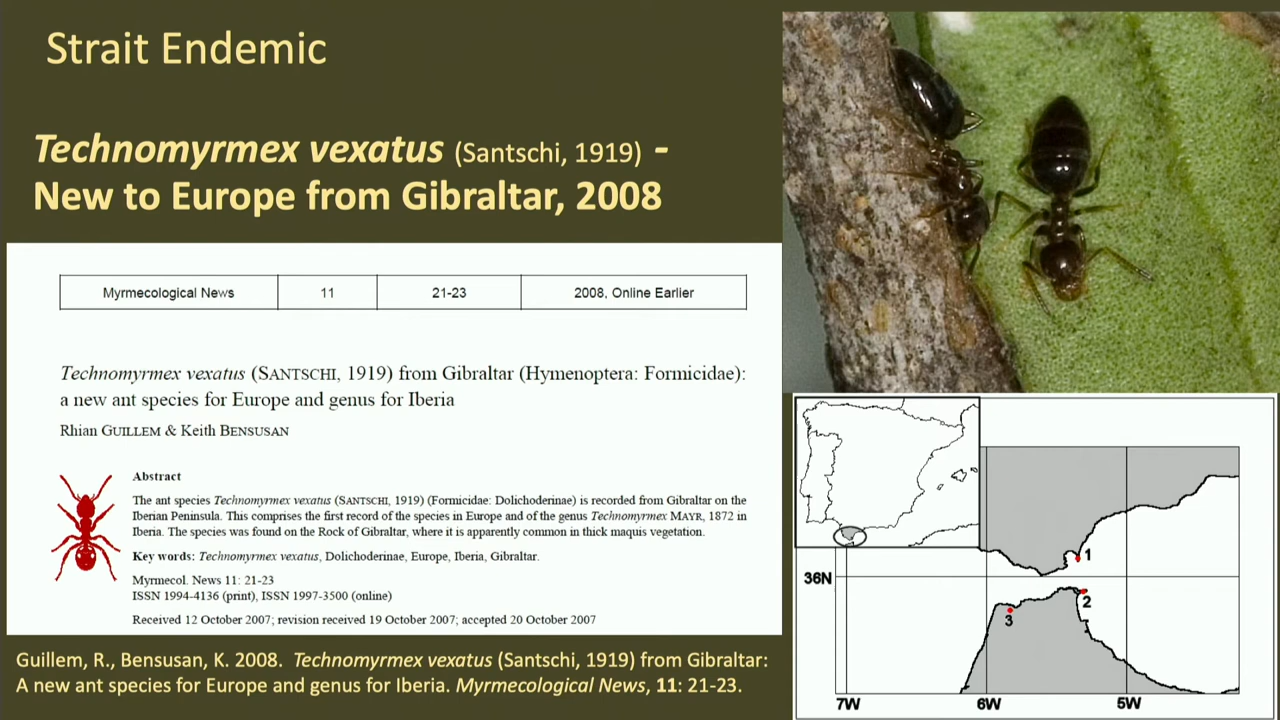 Strait Endemic
Technomyrmex vexatus (Santschi, 1919) -
New to Europe from Gibraltar, 2008
Myrmecological News 11 21-23 2008, Online Earlier
Technomyrmex vexatus (SANTSCHI, 1919) from Gibraltar (Hymenoptera: Formicidae):
a new ant species for Europe and genus for Iberia
Rhian GUILLEM & Keith BENSUSAN
Abstract
The ant species Technomyrmex vexatus (SANTSCHI, 1919) (Formicidae: Dolichoderinae) is recorded from Gibraltar on the
Iberian Peninsula. This comprises the first record of the species in Europe and of the genus Technomyrmex MAYR, 1872 in
Iberia. The species was found on the Rock of Gibraltar, where it is apparently common in thick maquis vegetation.
Key words: Technomyrmex vexatus, Dolichoderinae, Europe, Iberia, Gibraltar.
Myrmecol. News 11: 21-23
ISSN 1994-4136 (print), ISSN 1997-3500 (online)
Received 12 October 2007; revision received 19 October 2007; accepted 20 October 2007
Guillem, R., Bensusan, K. 2008. Technomyrmex vexatus (Santschi, 1919) from Gibraltar:
A new ant species for Europe and genus for Iberia. Myrmecological News, 11: 21-23.
1
36N
2
3
7W 6W 5W